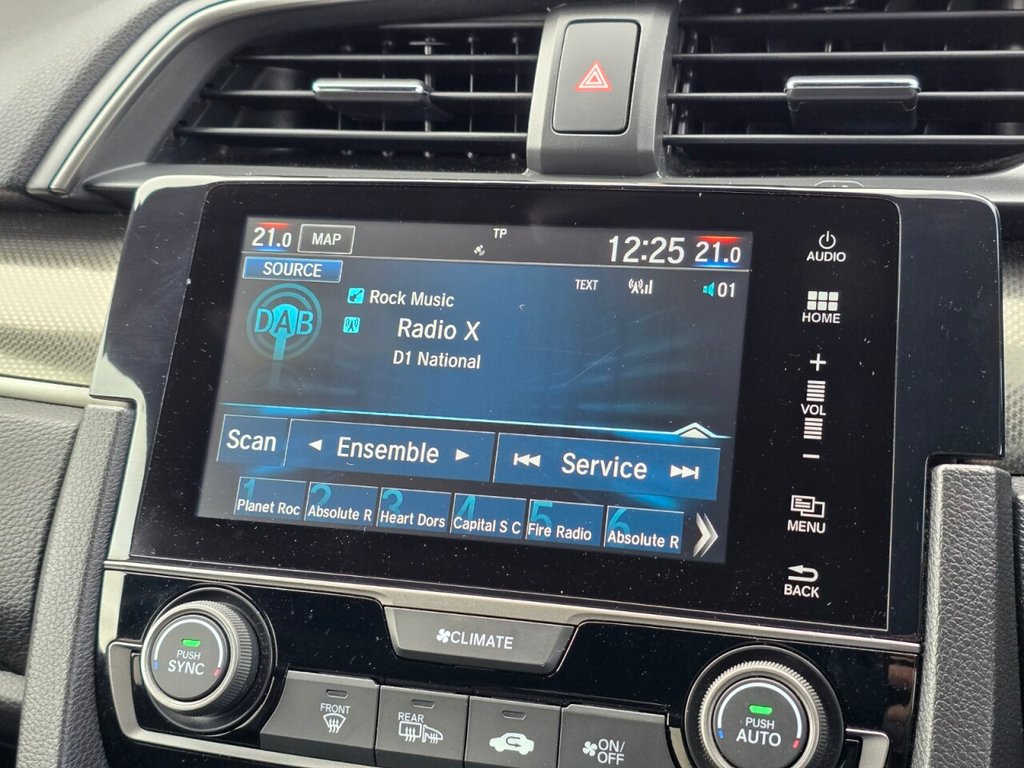 21.0 MAP TP 12:25 21.0
SOURCE
TEXT 01
DAB
Rock Music
Radio X
D1 National
Scan Ensemble Service
1 Planet Roc
2 Absolute R
3 Heart Dors
4 Capital S C
5 Fire Radio
6 Absolute R
AUDIO
HOME
+
VOL
−
MENU
BACK
CLIMATE
PUSH
SYNC
FRONT
REAR
ON/
OFF
PUSH
AUTO